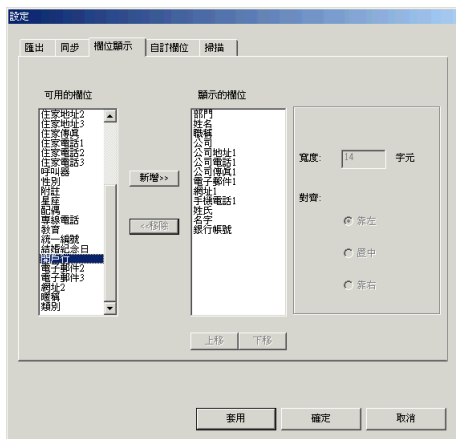 設定
匯出
同步
欄位顯示
自訂欄位
掃描
可用的欄位
住家地址2
住家地址3
住家傳真
住家電話1
住家電話2
住家電話3
呼叫器
性別
附註
星座
配偶
專線電話
教育
統一編號
結婚紀念日
開戶行
電子郵件2
電子郵件3
網址2
暱稱
類別
新增>>
<<移除
顯示的欄位
部門
姓名
職稱
公司
公司地址1
公司電話1
公司傳真1
電子郵件1
網址1
手機電話1
姓氏
名字
銀行帳號
上移
下移
寬度:
14
字元
對齊:
靠左
置中
靠右
套用
確定
取消